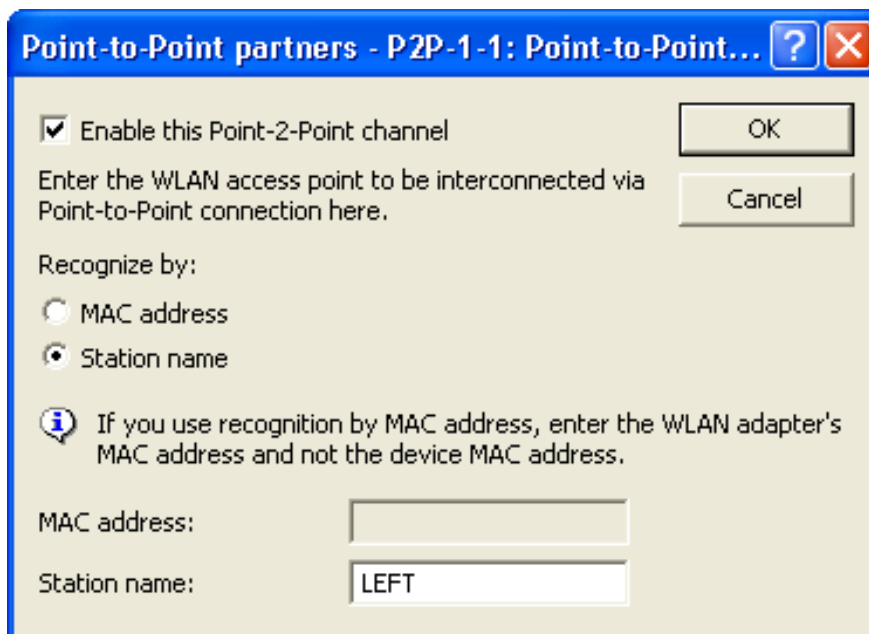 Point-to-Point partners - P2P-1-1: Point-to-Point...
Enable this Point-2-Point channel
OK
Enter the WLAN access point to be interconnected via
Point-to-Point connection here.
Cancel
Recognize by:
MAC address
Station name
If you use recognition by MAC address, enter the WLAN adapter's
MAC address and not the device MAC address.
MAC address:
Station name: LEFT